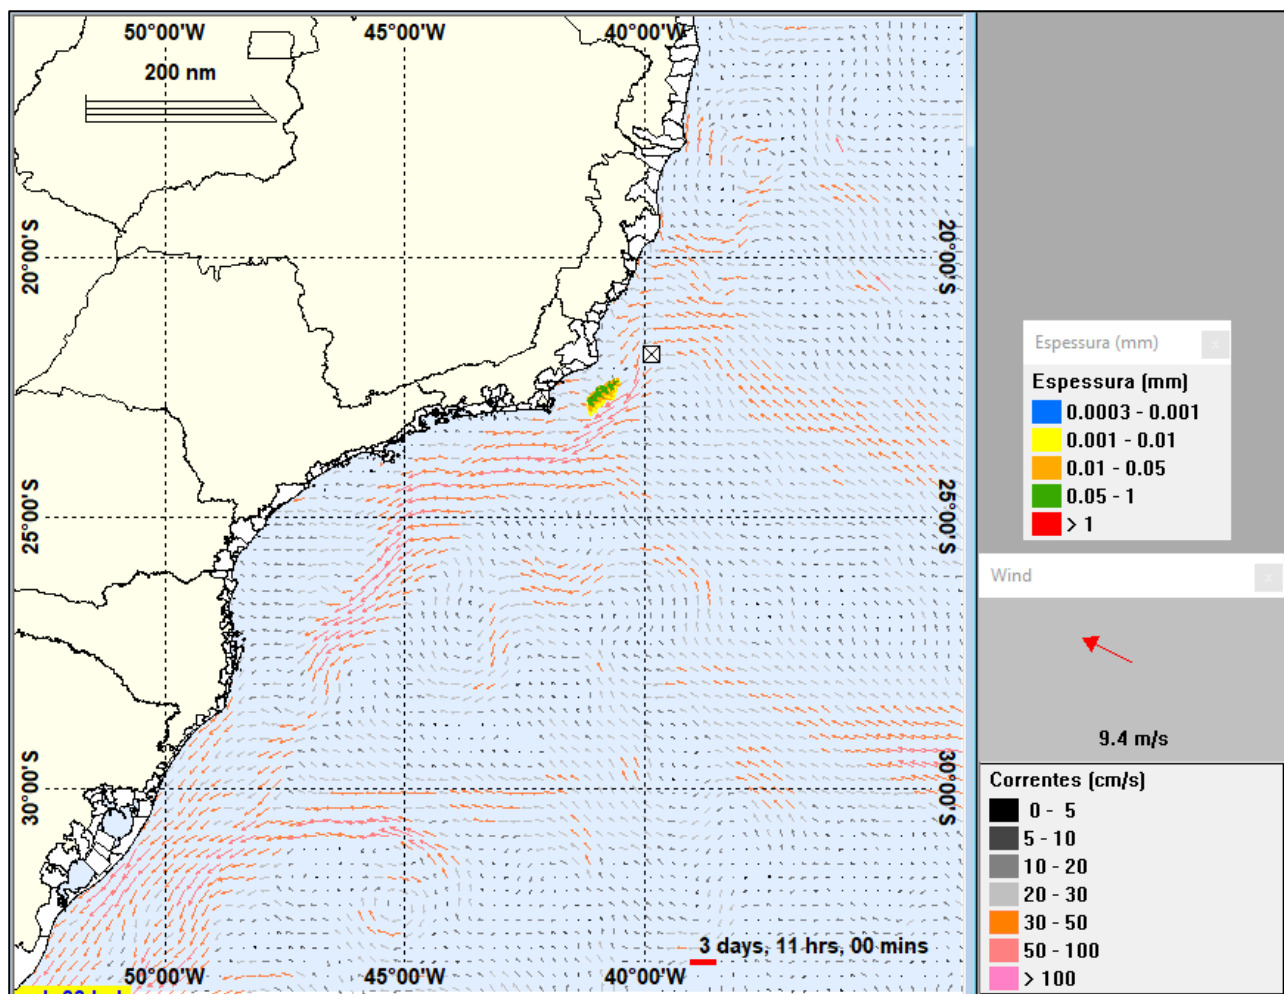 50°00'W
45°00'W
40°00'W
200 nm
20°00'S
20°00'S
25°00'S
25°00'S
30°00'S
30°00'S
3 days, 11 hrs, 00 mins
50°00'W
45°00'W
40°00'W
Espessura (mm)
x
Espessura (mm)
0.0003 - 0.001
0.001 - 0.01
0.01 - 0.05
0.05 - 1
> 1
Wind
x
9.4 m/s
Correntes (cm/s)
0 - 5
5 - 10
10 - 20
20 - 30
30 - 50
50 - 100
> 100